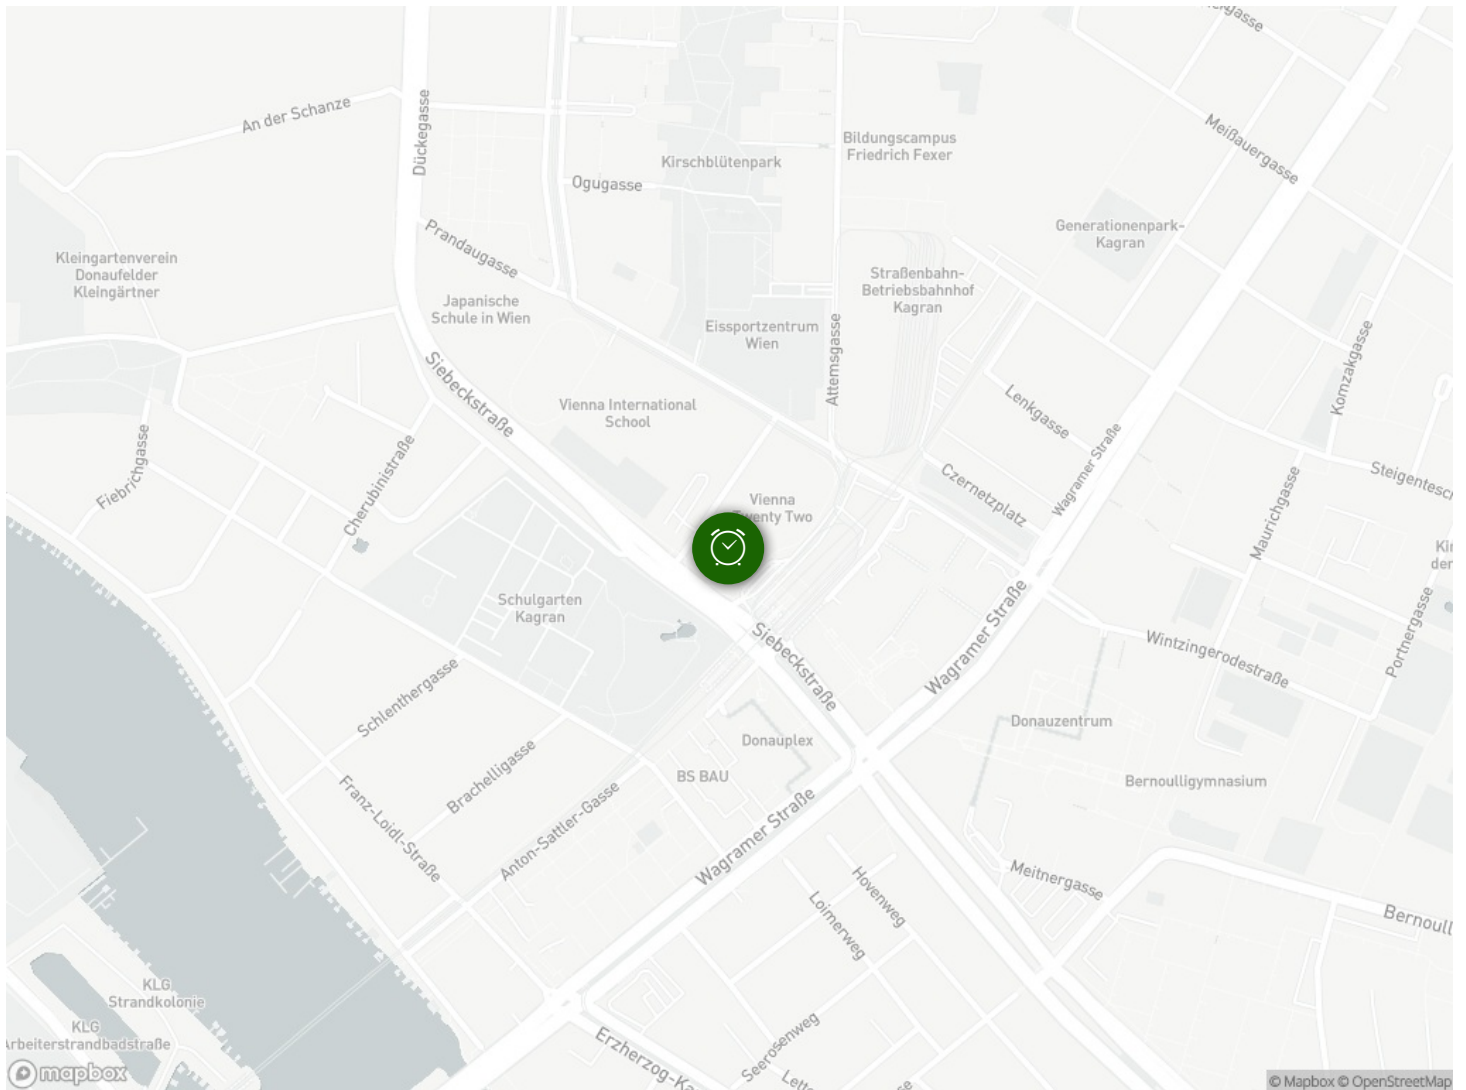 An der Schanze
Dückegasse
Kirschblütenpark
Bildungscampus
Friedrich Fexer
Meißauergasse
Ogugasse
Prandaugasse
Generationenpark-
Kagran
Kleingartenverein
Donaufelder
Kleingärtner
Japanische
Schule in Wien
Straßenbahn-
Betriebsbahnhof
Kagran
Eissportzentrum
Wien
Attemsgasse
Siebeckstraße
Vienna International
School
Lenkgasse
Kornzakgasse
Wagramer Straße
Fiebrichgasse
Cherubinistraße
Vienna
Twenty Two
Czernetzplatz
Steigentesc
Maurichgasse
Schulgarten
Kagran
Siebeckstraße
Wagramer Straße
Wintzingerodestraße
Portnergasse
Schlenthergasse
Donauplex
Donauzentrum
BS BAU
Bernoulligymnasium
Brachelligasse
Franz-Loidl-Straße
Anton-Sattler-Gasse
Wagramer Straße
Meitnergasse
Loimerweg
Hovenweg
Bernoull
KLG
Strandkolonie
KLG
Arbeiterstrandbadstraße
Erzherzog-Ka
Seerosenweg
mapbox
© Mapbox © OpenStreetMap